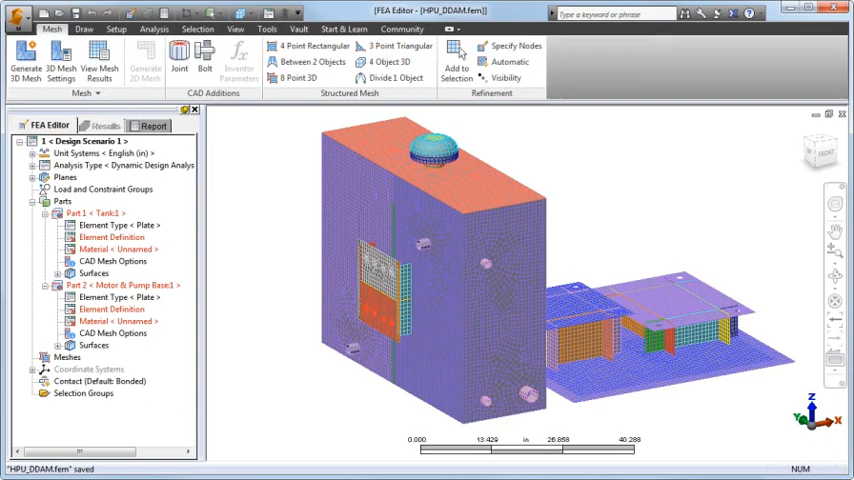 [FEA Editor - [HPU_DDAM.fem]]
Type a keyword or phrase
Mesh Draw Setup Analysis Selection View Tools Vault Start & Learn Community
Generate 3D Mesh
3D Mesh Settings
View Mesh Results
Generate 2D Mesh
Joint
Bolt
Inventor Parameters
4 Point Rectangular
Between 2 Objects
8 Point 3D
3 Point Triangular
4 Object 3D
Divide 1 Object
Add to Selection
Specify Nodes
Automatic
Visibility
Mesh
CAD Additions
Structured Mesh
Refinement
FEA Editor Results Report
1 < Design Scenario 1 >
Unit Systems < English (in) >
Analysis Type < Dynamic Design Analys
Planes
Load and Constraint Groups
Parts
Part 1 < Tank:1 >
Element Type < Plate >
Element Definition
Material < Unnamed >
CAD Mesh Options
Surfaces
Part 2 < Motor & Pump Base:1 >
Element Type < Plate >
Element Definition
Material < Unnamed >
CAD Mesh Options
Surfaces
Meshes
Coordinate Systems
Contact (Default: Bonded)
Selection Groups
FRONT
Z
Y
X
0.000 13.429 in 26.858 40.288
"HPU_DDAM.fem" saved
NUM